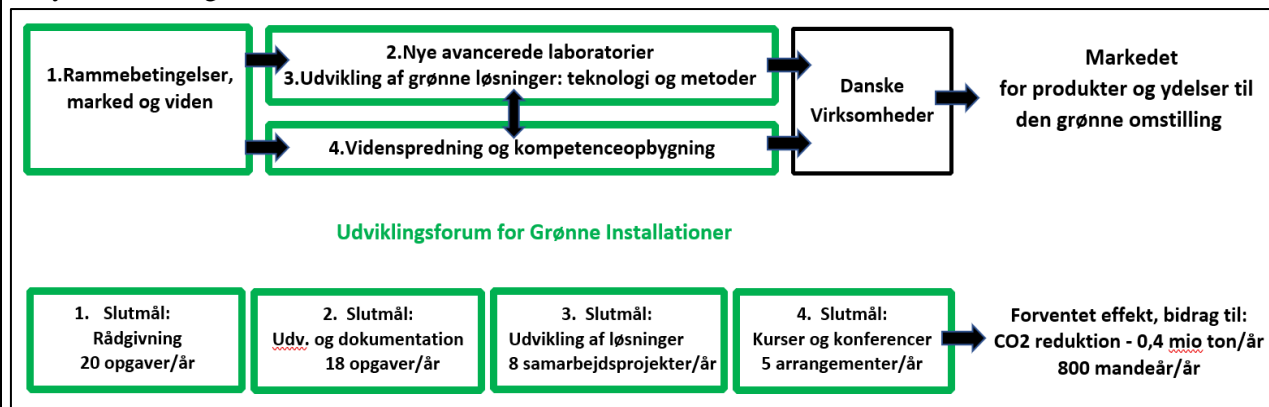 1.Rammebetingelser,
marked og viden
2.Nye avancerede laboratorier
3.Udvikling af grønne løsninger: teknologi og metoder
4.Videnspredning og kompetenceopbygning
Danske
Virksomheder
Markedet
for produkter og ydelser til
den grønne omstilling
Udviklingsforum for Grønne Installationer
1. Slutmål:
Rådgivning
20 opgaver/år
2. Slutmål:
Udv. og dokumentation
18 opgaver/år
3. Slutmål:
Udvikling af løsninger
8 samarbejdsprojekter/år
4. Slutmål:
Kurser og konferencer
5 arrangementer/år
Forventet effekt, bidrag til:
CO2 reduktion - 0,4 mio ton/år
800 mandeår/år